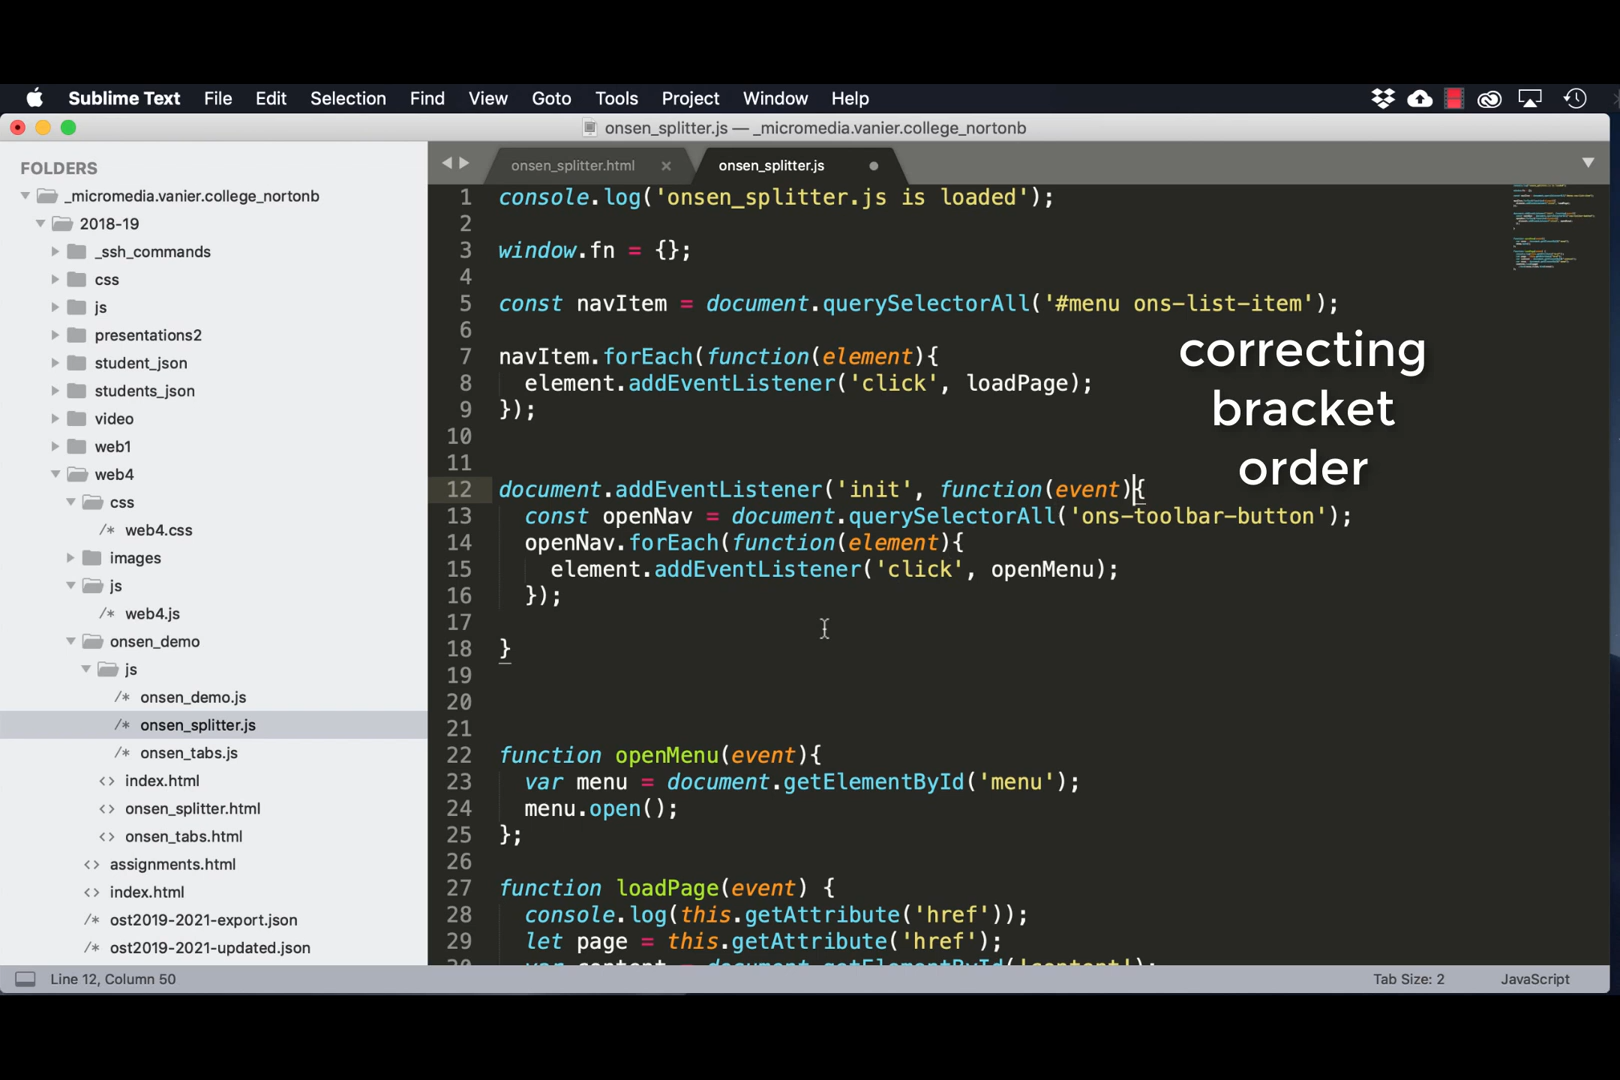 Sublime Text File Edit Selection Find View Goto Tools Project Window Help
onsen_splitter.js — _micromedia.vanier.college_nortonb
FOLDERS
_micromedia.vanier.college_nortonb
2018-19
_ssh_commands
css
js
presentations2
student_json
students_json
video
web1
web4
css
/* web4.css
images
js
/* web4.js
onsen_demo
js
/* onsen_demo.js
/* onsen_splitter.js
/* onsen_tabs.js
<> index.html
<> onsen_splitter.html
<> onsen_tabs.html
<> assignments.html
<> index.html
/* ost2019-2021-export.json
/* ost2019-2021-updated.json
onsen_splitter.html × onsen_splitter.js
1 console.log('onsen_splitter.js is loaded');
2
3 window.fn = {};
4
5 const navItem = document.querySelectorAll('#menu ons-list-item');
6
7 navItem.forEach(function(element){
8 element.addEventListener('click', loadPage);
9 });
10
11
12 document.addEventListener('init', function(event){
13 const openNav = document.querySelectorAll('ons-toolbar-button');
14 openNav.forEach(function(element){
15 element.addEventListener('click', openMenu);
16 });
17
18 }
19
20
21
22 function openMenu(event){
23 var menu = document.getElementById('menu');
24 menu.open();
25 };
26
27 function loadPage(event) {
28 console.log(this.getAttribute('href'));
29 let page = this.getAttribute('href');
30 var content = document.getElementById('content');
correcting
bracket
order
Line 12, Column 50 Tab Size: 2 JavaScript